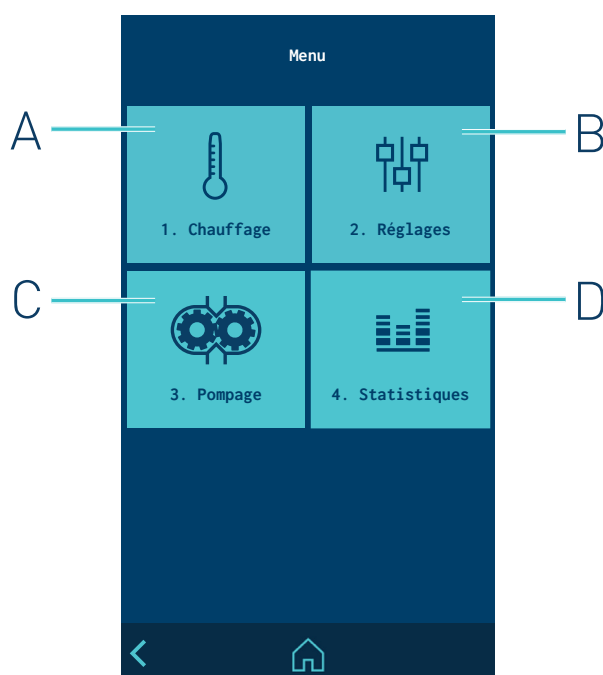 Menu
A
B
1. Chauffage
2. Réglages
C
D
3. Pompage
4. Statistiques